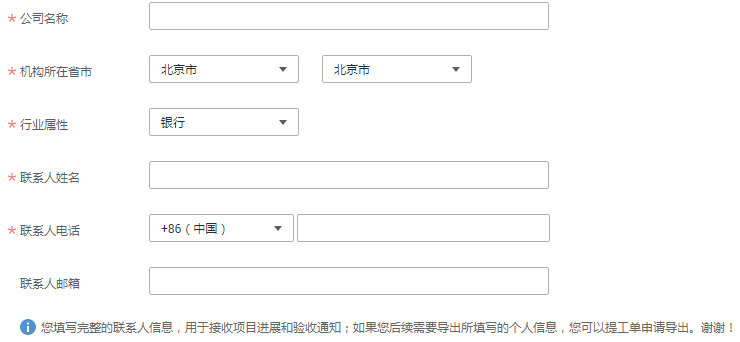 * 公司名称
* 机构所在省市 北京市 北京市
* 行业属性 银行
* 联系人姓名
* 联系人电话 +86（中国）
联系人邮箱
您填写完整的联系人信息，用于接收项目进展和验收通知；如果您后续需要导出所填写的个人信息，您可以提工单申请导出。谢谢！